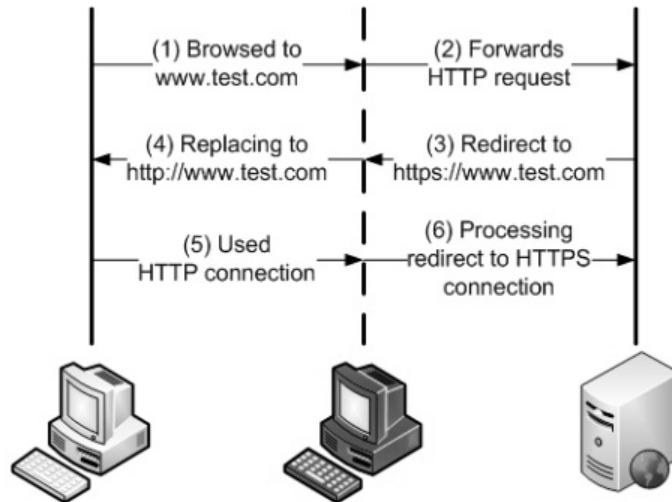 (1) Browsed to
www.test.com
(2) Forwards
HTTP request
(4) Replacing to
http://www.test.com
(3) Redirect to
https://www.test.com
(5) Used
HTTP connection
(6) Processing
redirect to HTTPS
connection